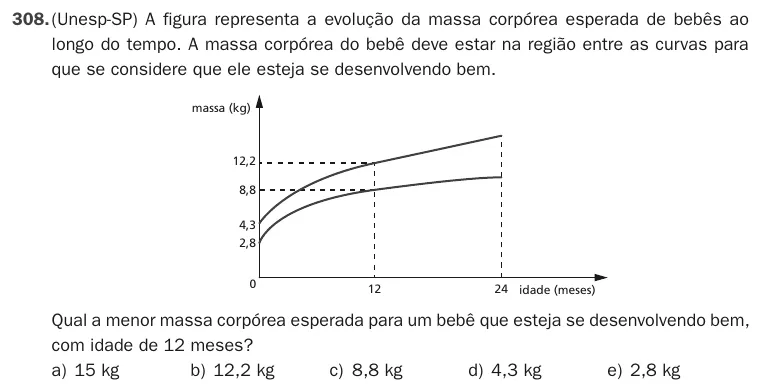 308. (Unesp-SP) A figura representa a evolução da massa corpórea esperada de bebês ao
longo do tempo. A massa corpórea do bebê deve estar na região entre as curvas para
que se considere que ele esteja se desenvolvendo bem.
massa (kg)
12,2
8,8
4,3
2,8
0
12
24 idade (meses)
Qual a menor massa corpórea esperada para um bebê que esteja se desenvolvendo bem,
com idade de 12 meses?
a) 15 kg b) 12,2 kg c) 8,8 kg d) 4,3 kg e) 2,8 kg